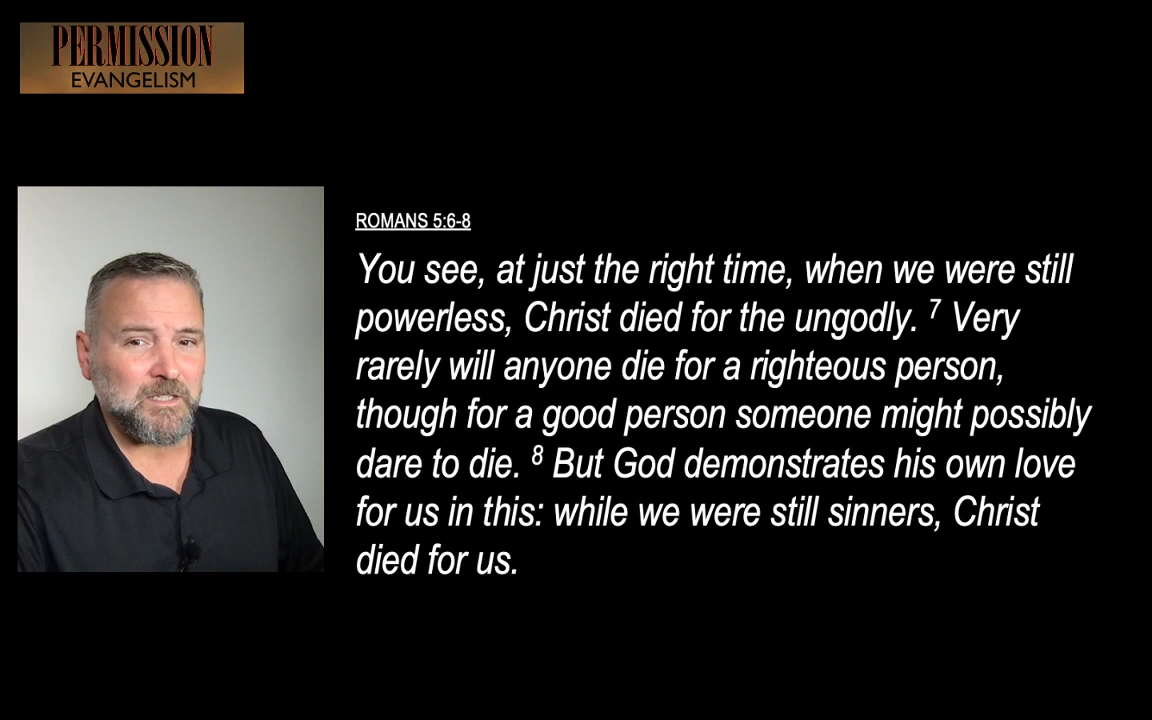 PERMISSION
EVANGELISM
ROMANS 5:6-8
You see, at just the right time, when we were still
powerless, Christ died for the ungodly. 7 Very
rarely will anyone die for a righteous person,
though for a good person someone might possibly
dare to die. 8 But God demonstrates his own love
for us in this: while we were still sinners, Christ
died for us.